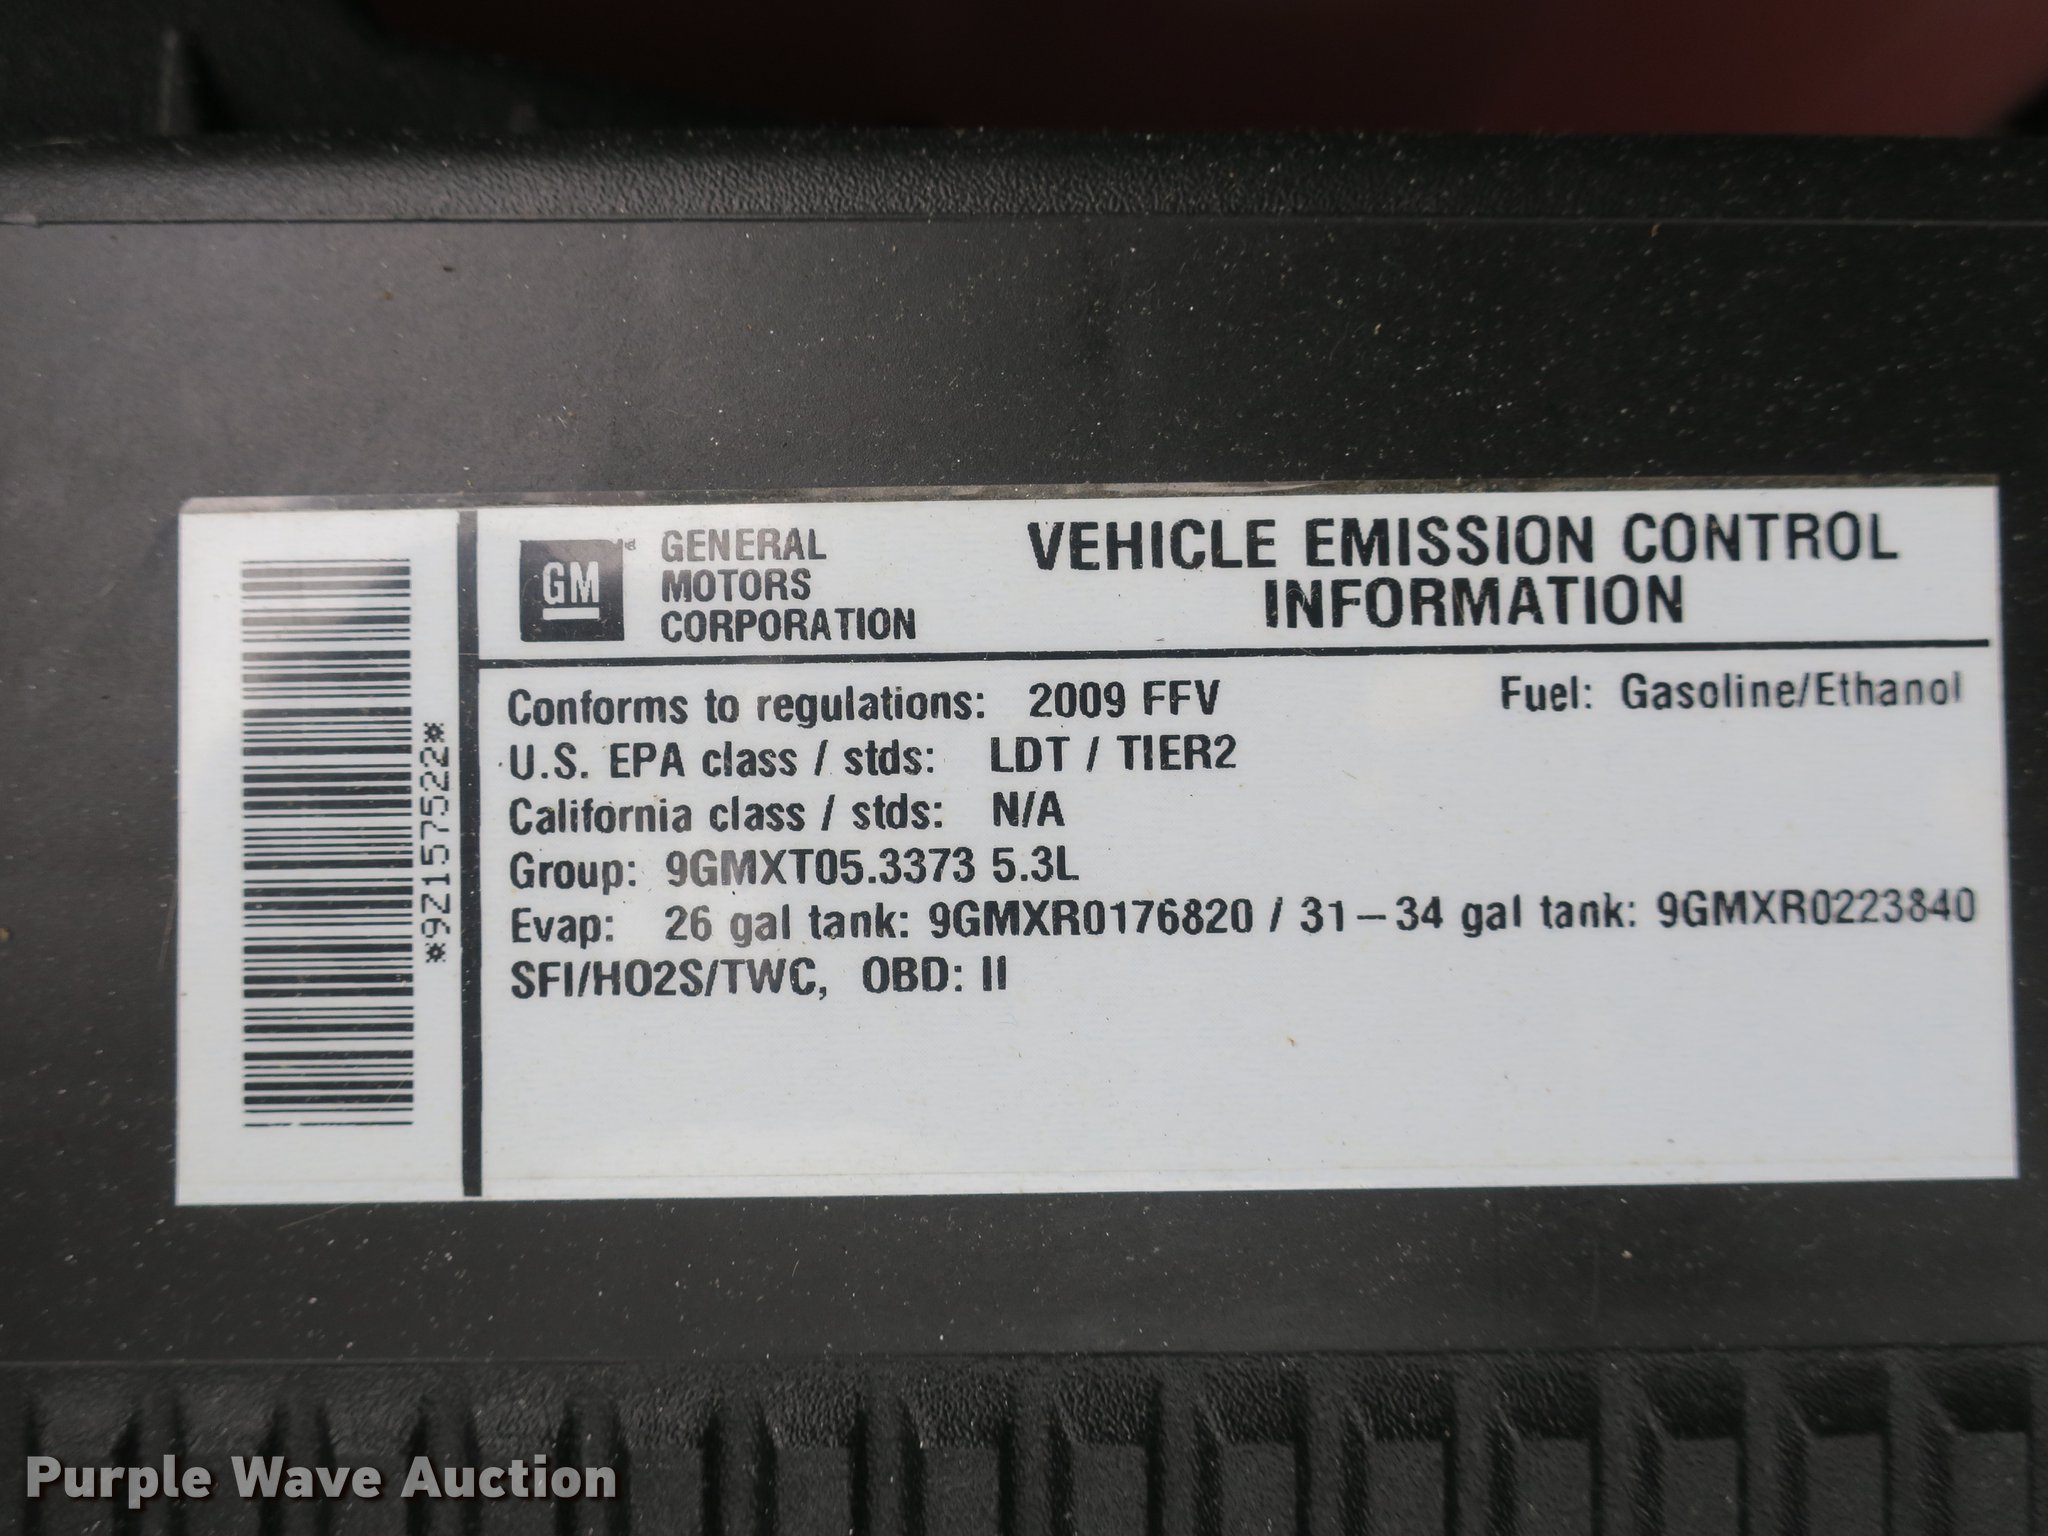 *9Z157522*
GM
GENERAL
MOTORS
CORPORATION
VEHICLE EMISSION CONTROL
INFORMATION
Conforms to regulations: 2009 FFV Fuel: Gasoline/Ethanol
U.S. EPA class / stds: LDT / TIER2
California class / stds: N/A
Group: 9GMXT05.3373 5.3L
Evap: 26 gal tank: 9GMXR0176820 / 31–34 gal tank: 9GMXR0223840
SFI/HO2S/TWC, OBD: II
Purple Wave Auction